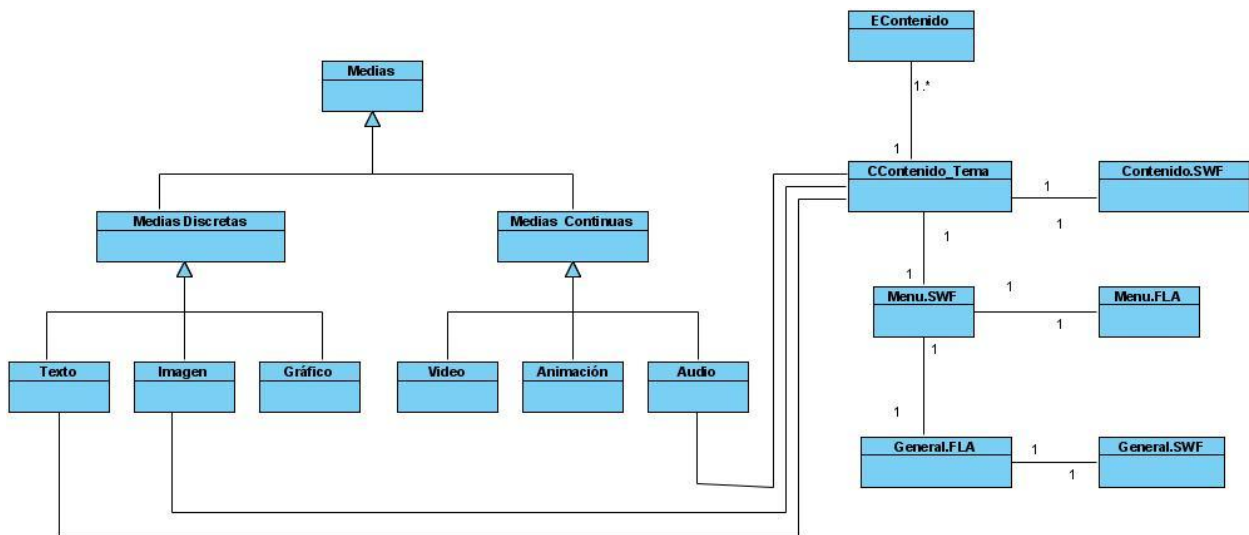 EContenido
Medias
1.*
1
CContenido_Tema
Contenido.SWF
1
1
Medias Discretas
Medias Continuas
1
1
Menu.SWF
1
Menu.FLA
1
1
Texto
Imagen
Gráfico
Video
Animación
Audio
1
General.FLA
1
General.SWF
1